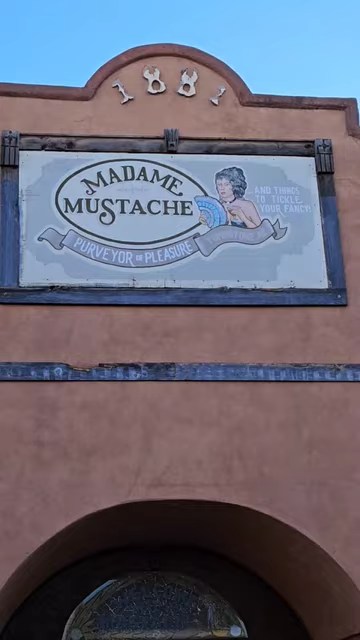 1881
MADAME
MUSTACHE
PURVEYOR OF PLEASURE
AND THINGS
TO TICKLE
YOUR FANCY!